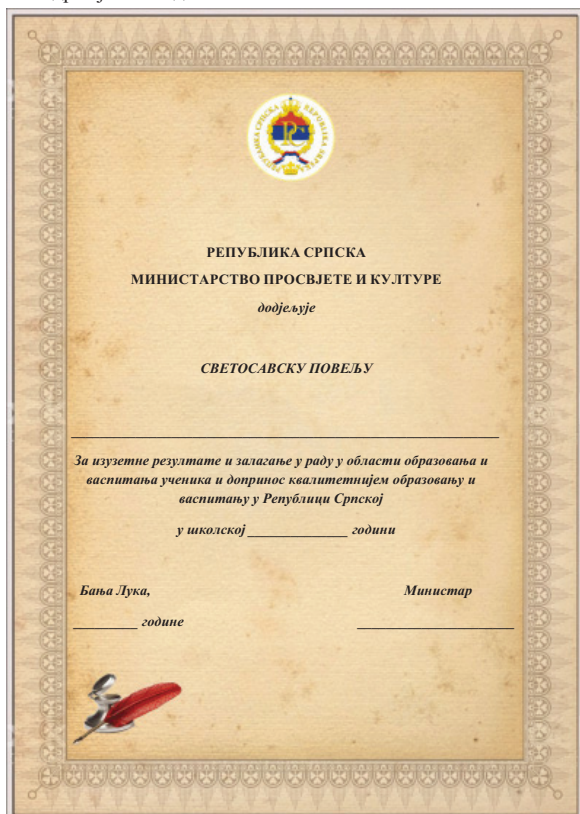 РЕПУБЛИКА СРПСКА
МИНИСТАРСТВО ПРОСВЈЕТЕ И КУЛТУРЕ
додјељује
СВЕТОСАВСКУ ПОВЕЉУ
За изузетне резултате и залагање у раду у области образовања и
васпитања ученика и допринос квалитетнијем образовању и
васпитању у Републици Српској
у школској ______________ години
Бања Лука,
Министар
_________ године